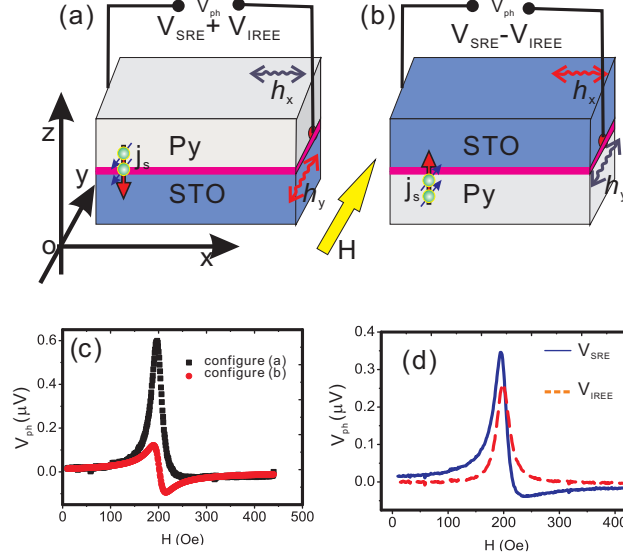 (a)
V_ph
V_SRE + V_IREE
h_x
z
Py
j_s
y
STO
h_y
o
x
H
(b)
V_ph
V_SRE-V_IREE
h_x
STO
j_s
Py
h_y
(c)
configure (a)
configure (b)
V_ph (μV)
0.6
0.4
0.2
0.0
0 100 200 300 400 500
H (Oe)
(d)
V_SRE
V_IREE
V_ph (μV)
0.4
0.3
0.2
0.1
0.0
0 100 200 300 400
H (Oe)